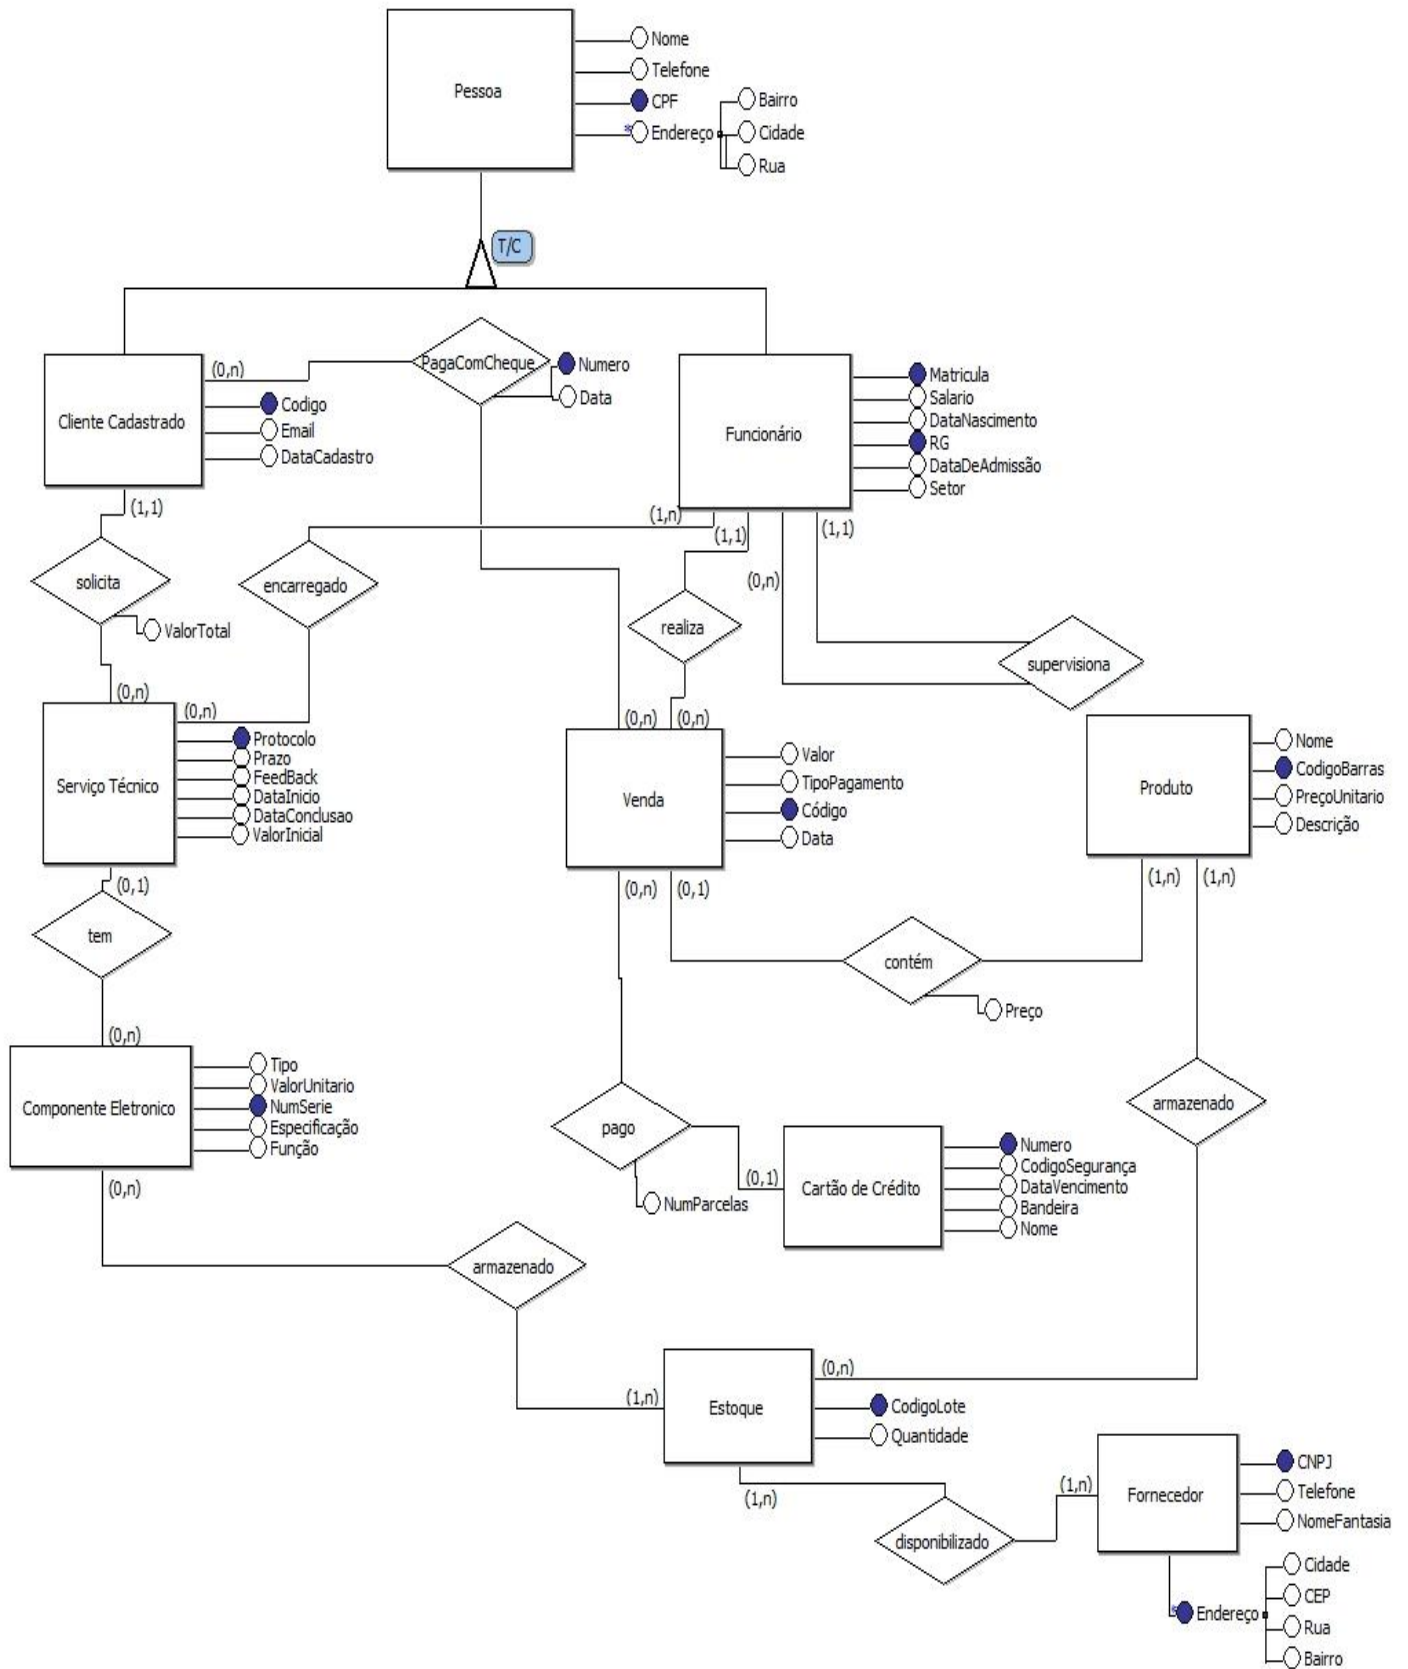 Nome
Telefone
Pessoa
CPF
Bairro
*Endereço
Cidade
Rua
T/C
PagaComCheque
Numero
Data
(0,n)
Cliente Cadastrado
Codigo
Email
DataCadastro
Funcionário
Matricula
Salario
DataNascimento
RG
DataDeAdmissão
Setor
(1,1)
(1,n)
(1,1)
(1,1)
(0,n)
solicita
ValorTotal
encarregado
realiza
supervisiona
(0,n)
(0,n)
(0,n)
(0,n)
Serviço Técnico
Protocolo
Prazo
FeedBack
DataInicio
DataConclusao
ValorInicial
Venda
Valor
TipoPagamento
Código
Data
Produto
Nome
CodigoBarras
PreçoUnitario
Descrição
(0,1)
(0,n)
(0,1)
(1,n)
(1,n)
tem
contém
Preço
(0,n)
Componente Eletronico
Tipo
ValorUnitario
NumSerie
Especificação
Função
(0,n)
pago
NumParcelas
(0,1)
Cartão de Crédito
Numero
CodigoSegurança
DataVencimento
Bandeira
Nome
armazenado
armazenado
(1,n)
Estoque
(0,n)
CodigoLote
Quantidade
(1,n)
disponibilizado
(1,n)
Fornecedor
CNPJ
Telefone
NomeFantasia
*Endereço
Cidade
CEP
Rua
Bairro